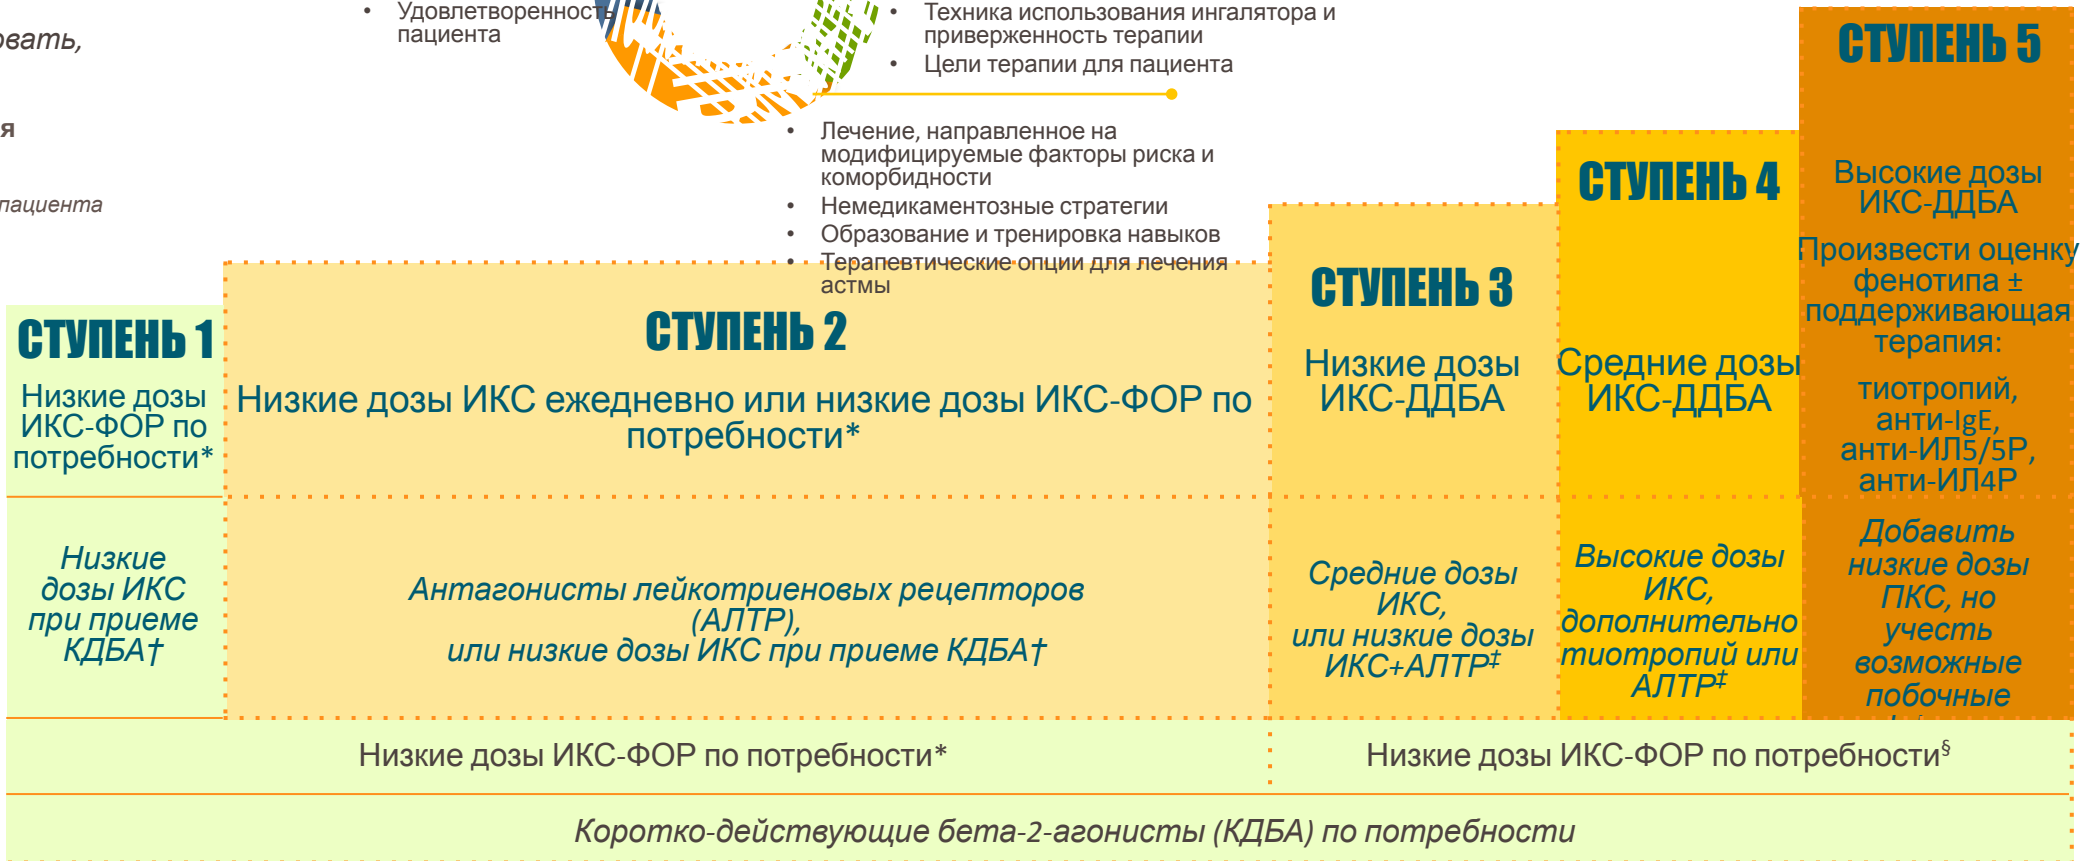 • Удовлетворенность
пациента
овать,
я
пациента
• Техника использования ингалятора и
приверженность терапии
• Цели терапии для пациента
• Лечение, направленное на
модифицируемые факторы риска и
коморбидности
• Немедикаментозные стратегии
• Образование и тренировка навыков
• Терапевтические опции для лечения
астмы
СТУПЕНЬ 1
Низкие дозы
ИКС-ФОР по
потребности*
Низкие
дозы ИКС
при приеме
КДБА†
СТУПЕНЬ 2
Низкие дозы ИКС ежедневно или низкие дозы ИКС-ФОР по
потребности*
Антагонисты лейкотриеновых рецепторов
(АЛТР),
или низкие дозы ИКС при приеме КДБА†
СТУПЕНЬ 3
Низкие дозы
ИКС-ДДБА
Средние дозы
ИКС,
или низкие дозы
ИКС+АЛТР‡
СТУПЕНЬ 4
Средние дозы
ИКС-ДДБА
Высокие дозы
ИКС,
дополнительно
тиотропий или
АЛТР‡
СТУПЕНЬ 5
Высокие дозы
ИКС-ДДБА
Произвести оценку
фенотипа ±
поддерживающая
терапия:
тиотропий,
анти-IgE,
анти-ИЛ5/5Р,
анти-ИЛ4Р
Добавить
низкие дозы
ПКС, но
учесть
возможные
побочные
Низкие дозы ИКС-ФОР по потребности*
Низкие дозы ИКС-ФОР по потребности§
Коротко-действующие бета-2-агонисты (КДБА) по потребности